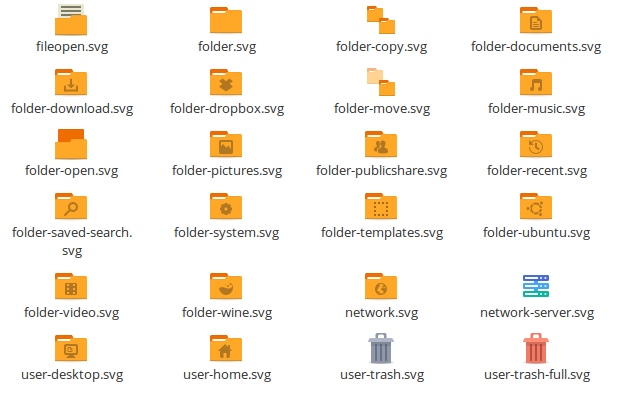 fileopen.svg
folder.svg
folder-copy.svg
folder-documents.svg
folder-download.svg
folder-dropbox.svg
folder-move.svg
folder-music.svg
folder-open.svg
folder-pictures.svg
folder-publicshare.svg
folder-recent.svg
folder-saved-search.
svg
folder-system.svg
folder-templates.svg
folder-ubuntu.svg
folder-video.svg
folder-wine.svg
network.svg
network-server.svg
user-desktop.svg
user-home.svg
user-trash.svg
user-trash-full.svg